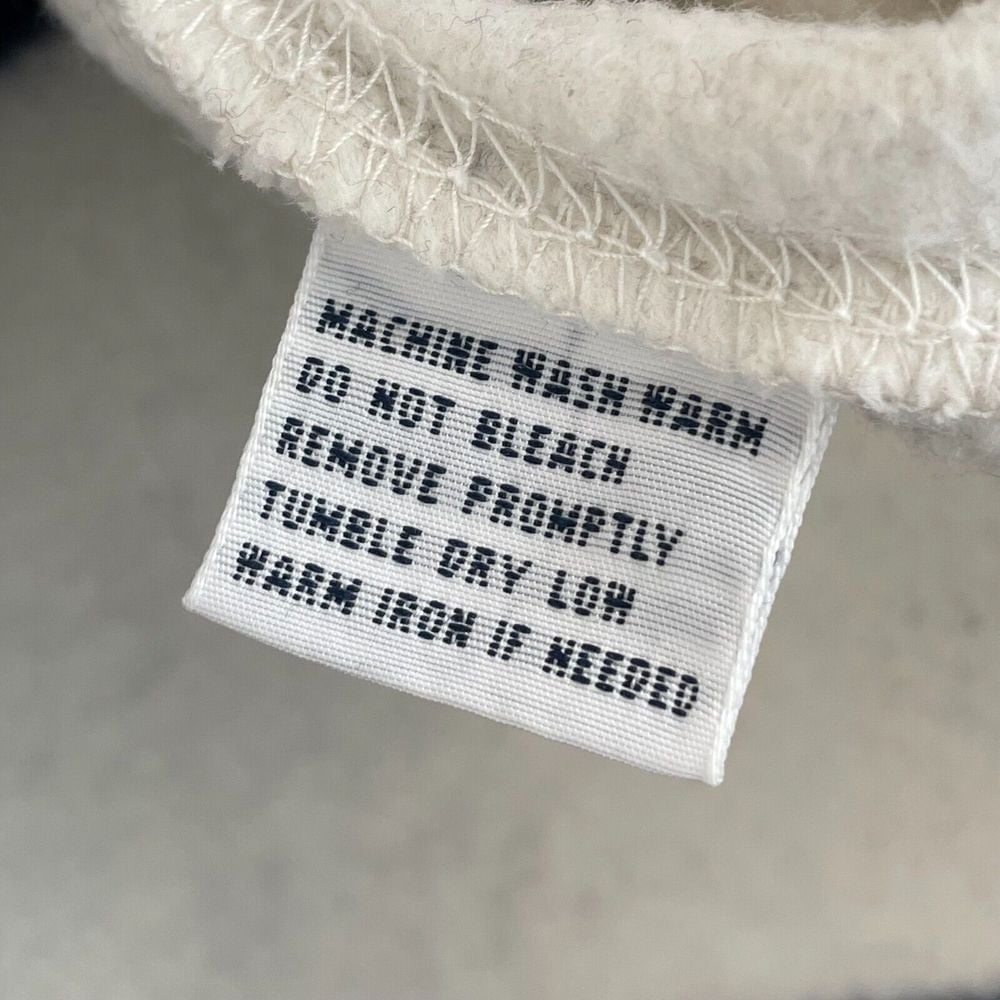 MACHINE WASH WARM
DO NOT BLEACH
REMOVE PROMPTLY
TUMBLE DRY LOW
WARM IRON IF NEEDED